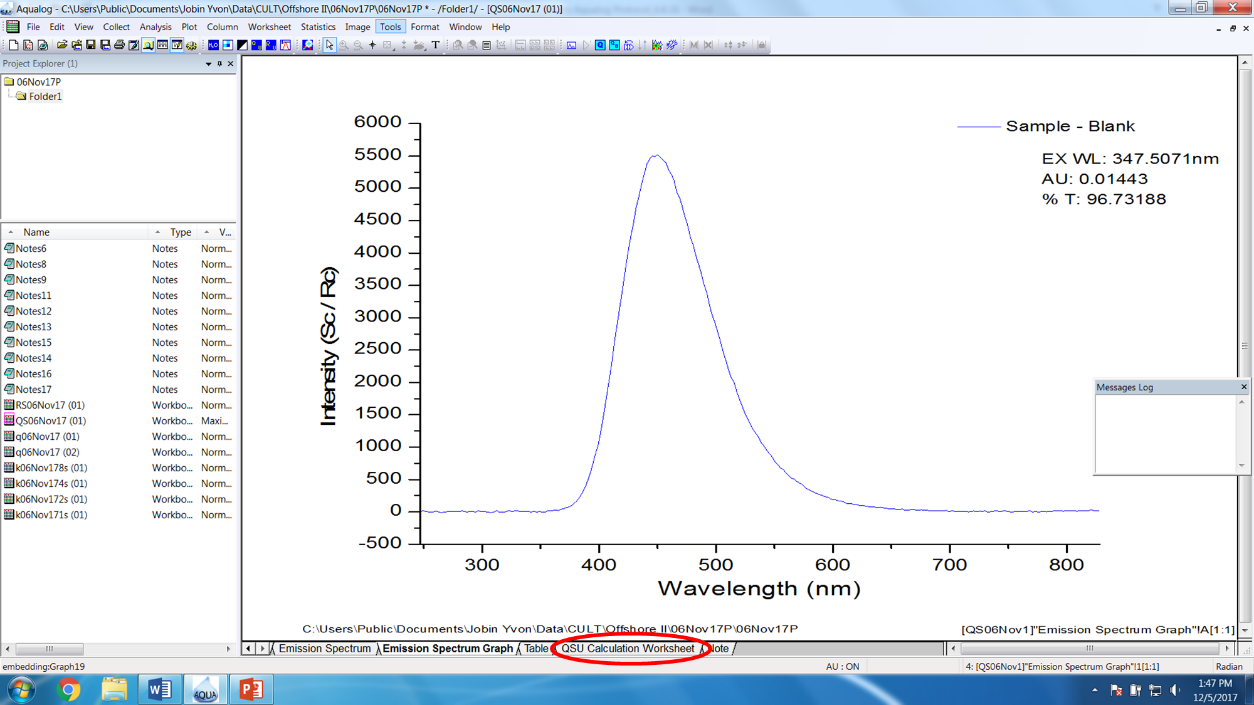 Aqualog - C:\Users\Public\Documents\Jobin Yvon\Data\CULT\Offshore II\06Nov17P\06Nov17P * - /Folder1/ - [QS06Nov17 (01)]
File Edit View Collect Analysis Plot Column Worksheet Statistics Image Tools Format Window Help
Project Explorer (1)
06Nov17P
Folder1
Name Type V...
Notes6 Notes Norm...
Notes8 Notes Norm...
Notes9 Notes Norm...
Notes11 Notes Norm...
Notes12 Notes Norm...
Notes13 Notes Norm...
Notes15 Notes Norm...
Notes14 Notes Norm...
Notes16 Notes Norm...
Notes17 Notes Norm...
RS06Nov17 (01) Workbo... Norm...
QS06Nov17 (01) Workbo... Maxi...
q06Nov17 (01) Workbo... Norm...
q06Nov17 (02) Workbo... Norm...
k06Nov178s (01) Workbo... Norm...
k06Nov174s (01) Workbo... Norm...
k06Nov172s (01) Workbo... Norm...
k06Nov171s (01) Workbo... Norm...
Sample - Blank
EX WL: 347.5071nm
AU: 0.01443
% T: 96.73188
Intensity (Sc / Rc)
6000
5500
5000
4500
4000
3500
3000
2500
2000
1500
1000
500
0
-500
300 400 500 600 700 800
Wavelength (nm)
Messages Log
C:\Users\Public\Documents\Jobin Yvon\Data\CULT\Offshore II\06Nov17P\06Nov17P
[QS06Nov1]"Emission Spectrum Graph"!A[1:1]
Emission Spectrum Emission Spectrum Graph Table QSU Calculation Worksheet Note
embedding:Graph19 AU : ON 4: [QS06Nov1]"Emission Spectrum Graph"!1[1:1] Radian
AQUA
1:47 PM
12/5/2017